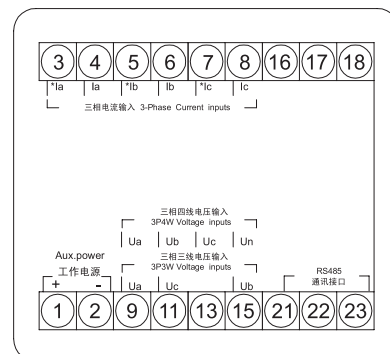 3 4 5 6 7 8 16 17 18
*Ia Ia *Ib Ib *Ic Ic
三相电流输入 3-Phase Current inputs
三相四线电压输入
3P4W Voltage inputs
Ua Ub Uc Un
Aux.power
工作电源
+ -
三相三线电压输入
3P3W Voltage inputs
Ua Uc Ub
RS485
通讯接口
1 2 9 11 13 15 21 22 23